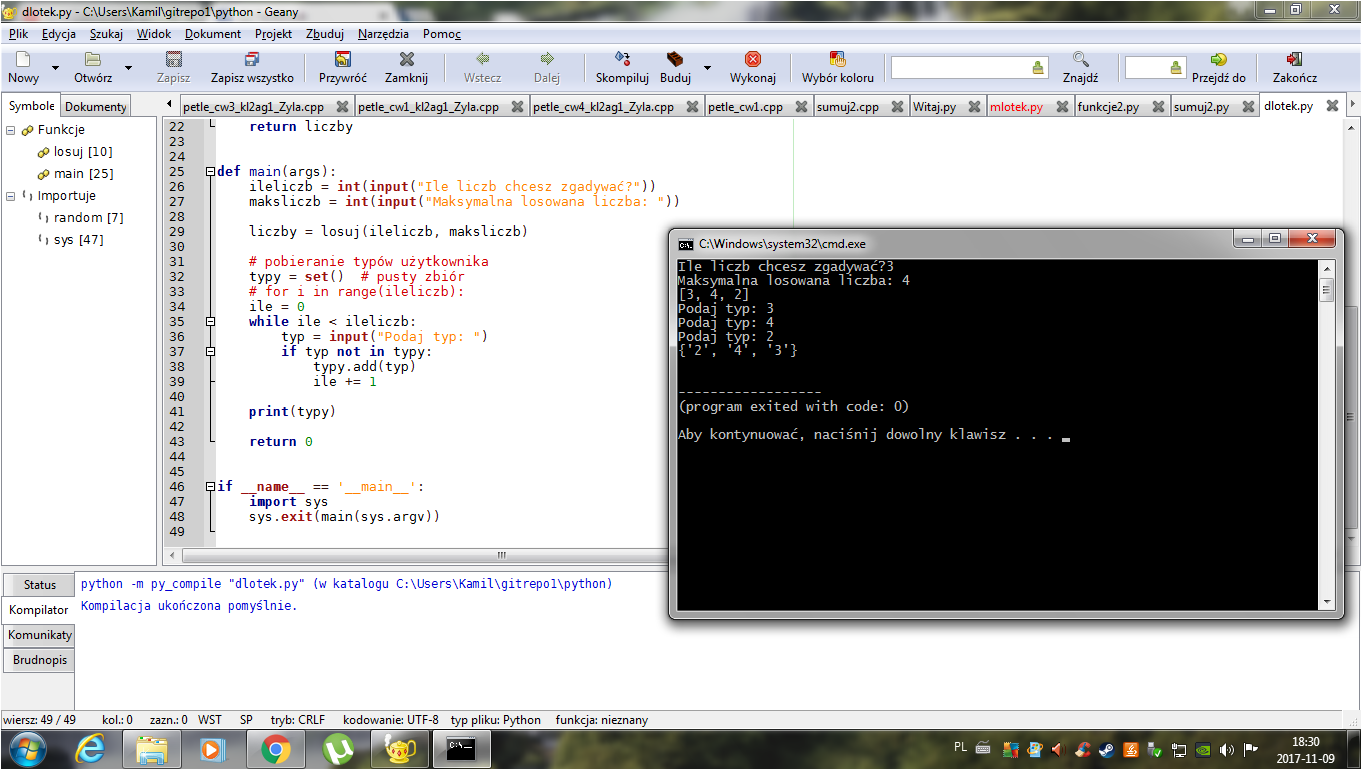 dlotek.py - C:\Users\Kamil\gitrepo1\python - Geany
Plik Edycja Szukaj Widok Dokument Projekt Zbuduj Narzędzia Pomoc
Nowy Otwórz Zapisz Zapisz wszystko Przywróć Zamknij Wstecz Dalej Skompiluj Buduj Wykonaj Wybór koloru Znajdź Przejdź do Zakończ
Symbole Dokumenty petle_cw3_kl2ag1_Zyla.cpp petle_cw1_kl2ag1_Zyla.cpp petle_cw4_kl2ag1_Zyla.cpp petle_cw1.cpp sumuj2.cpp Witaj.py mlotek.py funkcje2.py sumuj2.py dlotek.py
Funkcje
losuj [10]
main [25]
Importuje
random [7]
sys [47]
22 return liczby
23
24
25 def main(args):
26 ileliczb = int(input("Ile liczb chcesz zgadywać?"))
27 maksliczb = int(input("Maksymalna losowana liczba: "))
28
29 liczby = losuj(ileliczb, maksliczb)
30
31 # pobieranie typów użytkownika
32 typy = set()  # pusty zbiór
33 # for i in range(ileliczb):
34 ile = 0
35 while ile < ileliczb:
36 typ = input("Podaj typ: ")
37 if typ not in typy:
38 typy.add(typ)
39 ile += 1
40
41 print(typy)
42
43 return 0
44
45
46 if __name__ == '__main__':
47 import sys
48 sys.exit(main(sys.argv))
49
C:\Windows\system32\cmd.exe
Ile liczb chcesz zgadywać?3
Maksymalna losowana liczba: 4
[3, 4, 2]
Podaj typ: 3
Podaj typ: 4
Podaj typ: 2
{'2', '4', '3'}
------------------
(program exited with code: 0)
Aby kontynuować, naciśnij dowolny klawisz . . .
Status
Kompilator
Komunikaty
Brudnopis
python -m py_compile "dlotek.py" (w katalogu C:\Users\Kamil\gitrepo1\python)
Kompilacja ukończona pomyślnie.
wiersz: 49 / 49 kol.: 0 zazn.: 0 WST SP tryb: CRLF kodowanie: UTF-8 typ pliku: Python funkcja: nieznany
C:\
PL
18:30
2017-11-09